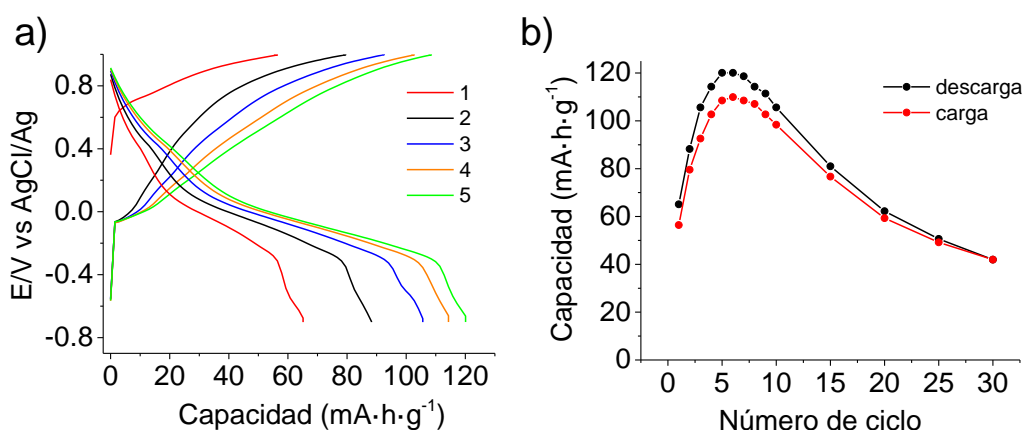 a)
E/V vs AgCl/Ag
0.8
0.4
0.0
-0.4
-0.8
0 20 40 60 80 100 120
Capacidad (mA·h·g⁻¹)
1
2
3
4
5
b)
Capacidad (mA·h·g⁻¹)
120
100
80
60
40
20
0
0 5 10 15 20 25 30
Número de ciclo
descarga
carga